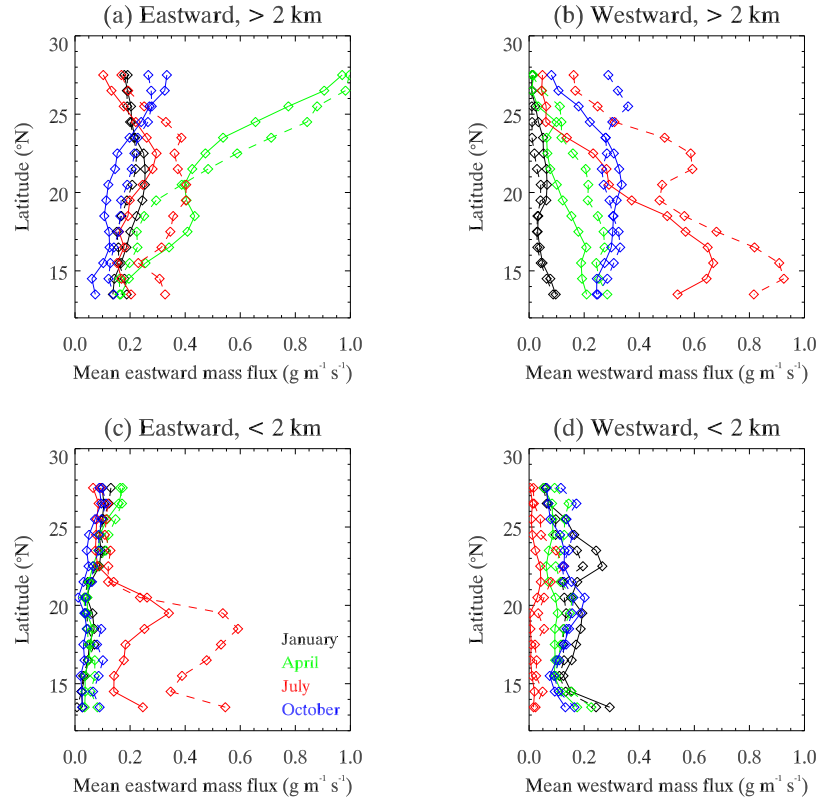 (a) Eastward, > 2 km
(b) Westward, > 2 km
30
25
20
15
Latitude (°N)
0.0 0.2 0.4 0.6 0.8 1.0
Mean eastward mass flux (g m⁻¹ s⁻¹)
30
25
20
15
Latitude (°N)
0.0 0.2 0.4 0.6 0.8 1.0
Mean westward mass flux (g m⁻¹ s⁻¹)
(c) Eastward, < 2 km
(d) Westward, < 2 km
30
25
20
15
Latitude (°N)
January
April
July
October
0.0 0.2 0.4 0.6 0.8 1.0
Mean eastward mass flux (g m⁻¹ s⁻¹)
30
25
20
15
Latitude (°N)
0.0 0.2 0.4 0.6 0.8 1.0
Mean westward mass flux (g m⁻¹ s⁻¹)